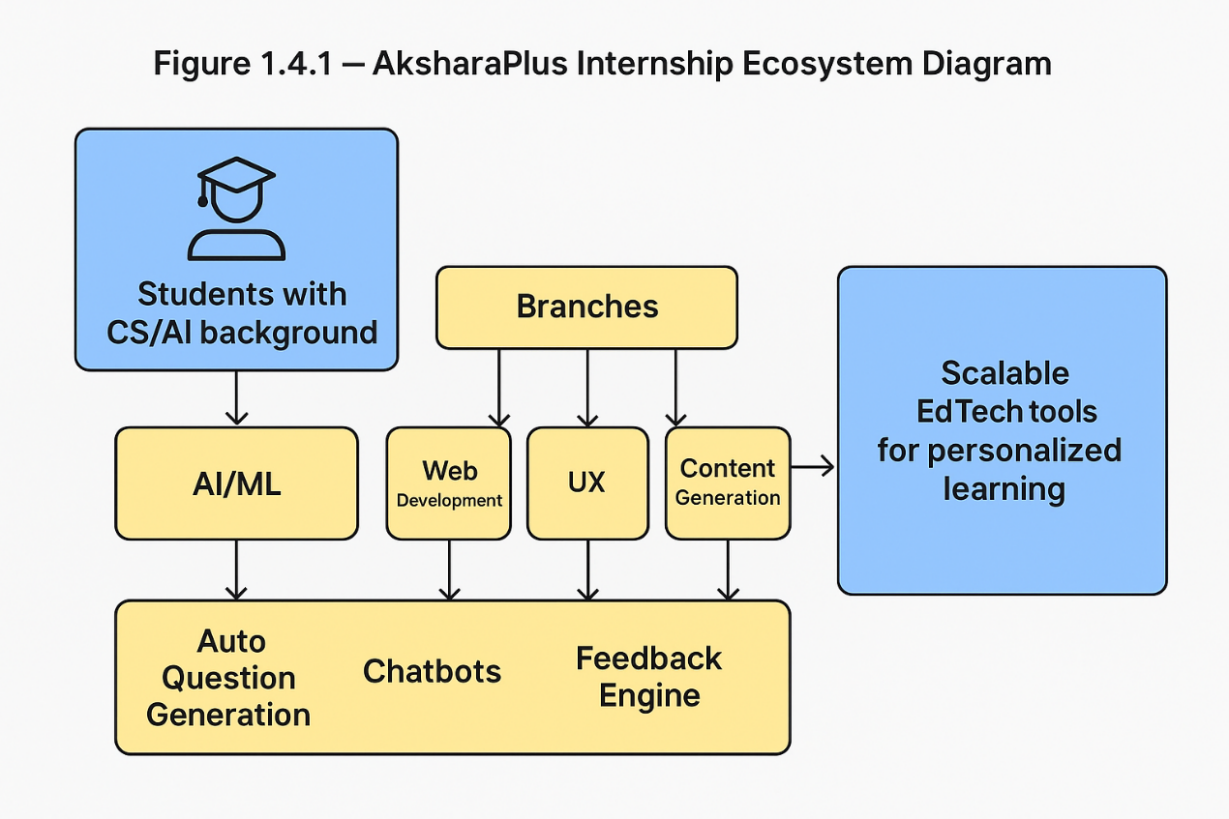 Figure 1.4.1 — AksharaPlus Internship Ecosystem Diagram
Students with
CS/AI background
Branches
AI/ML
Web
Development
UX
Content
Generation
Scalable
EdTech tools
for personalized
learning
Auto
Question
Generation
Chatbots
Feedback
Engine